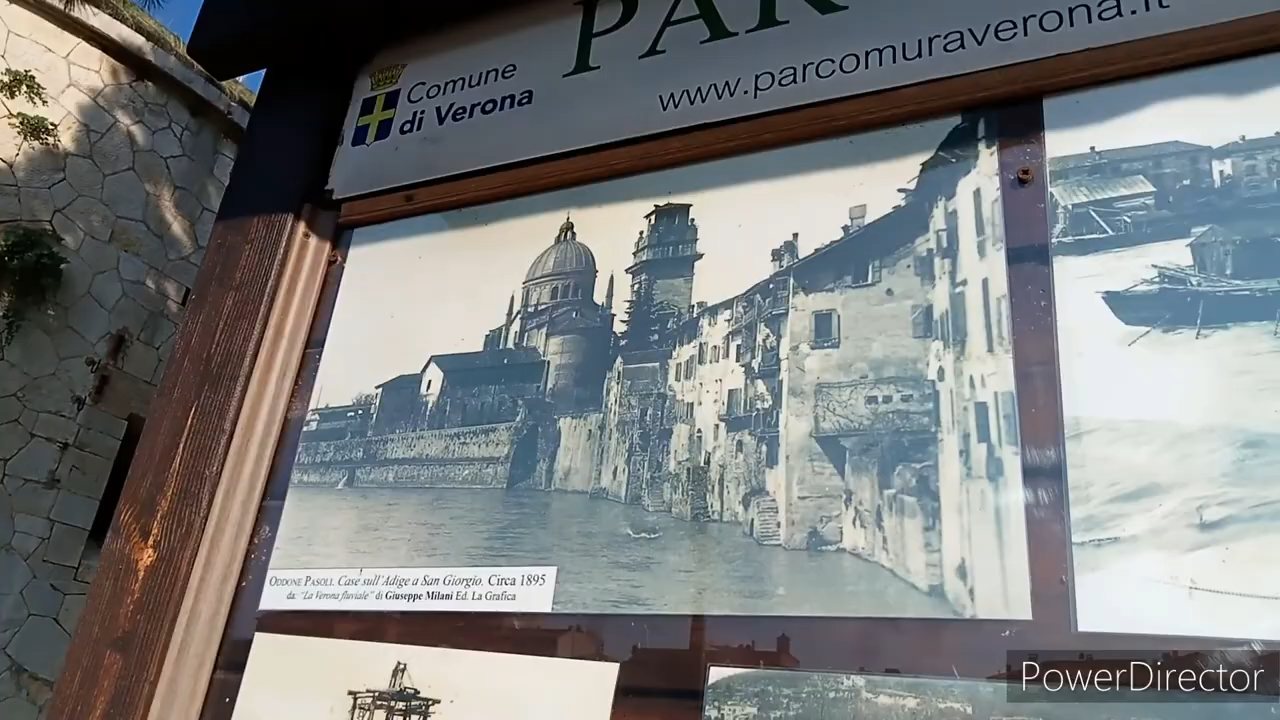 PAR
www.parcomuraverona.it
Comune
di Verona
ODDONE PASOLI. Case sull'Adige a San Giorgio. Circa 1895
da: "La Verona fluviale" di Giuseppe Milani Ed. La Grafica
PowerDirector